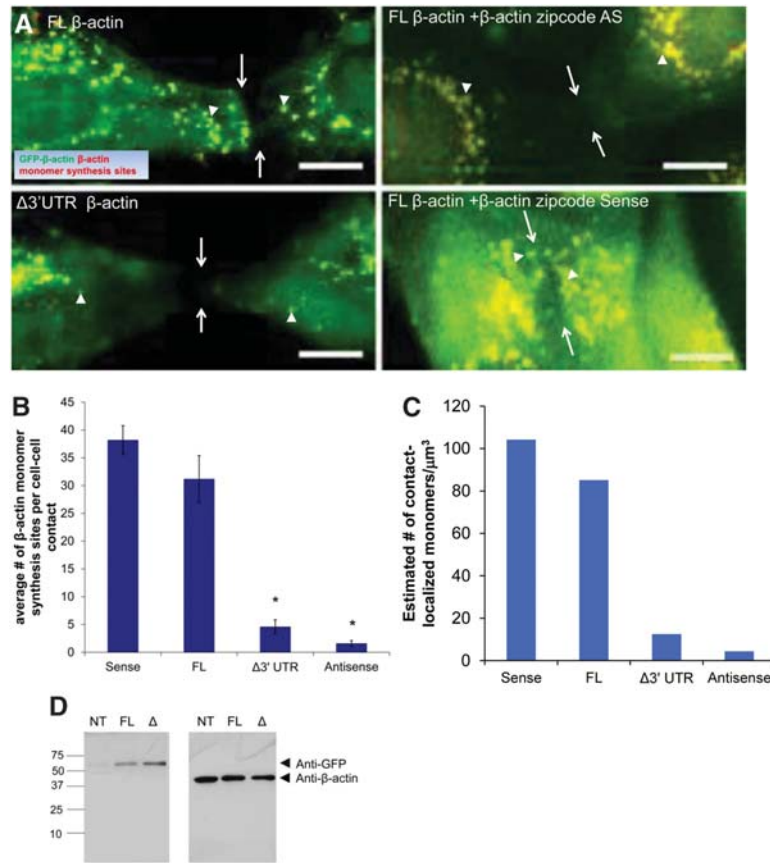 A
FL β-actin
FL β-actin +β-actin zipcode AS
GFP-β-actin β-actin
monomer synthesis sites
Δ3'UTR β-actin
FL β-actin +β-actin zipcode Sense
B
average # of β-actin monomer
synthesis sites per cell-cell
contact
45
40
35
30
25
20
15
10
5
0
*
*
Sense FL Δ3' UTR Antisense
C
Estimated # of contact-
localized monomers/µm³
120
100
80
60
40
20
0
Sense FL Δ3' UTR Antisense
D
NT FL Δ
NT FL Δ
75
50
37
25
10
Anti-GFP
Anti-β-actin